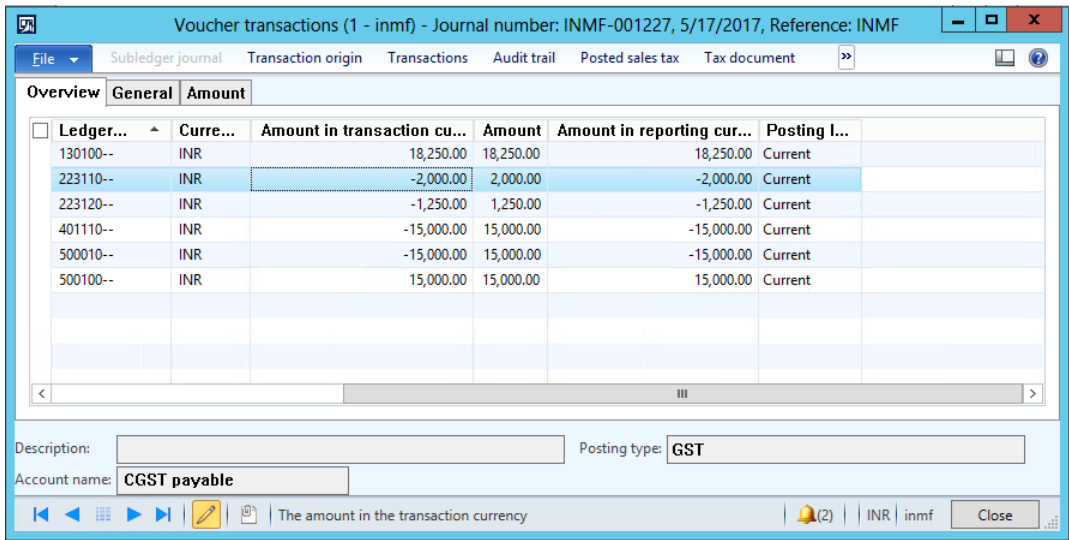 Voucher transactions (1 - inmf) - Journal number: INMF-001227, 5/17/2017, Reference: INMF
File Subledger journal Transaction origin Transactions Audit trail Posted sales tax Tax document »
Overview General Amount
Ledger... Curre... Amount in transaction cu... Amount Amount in reporting cur... Posting l...
130100-- INR 18,250.00 18,250.00 18,250.00 Current
223110-- INR -2,000.00 2,000.00 -2,000.00 Current
223120-- INR -1,250.00 1,250.00 -1,250.00 Current
401110-- INR -15,000.00 15,000.00 -15,000.00 Current
500010-- INR -15,000.00 15,000.00 -15,000.00 Current
500100-- INR 15,000.00 15,000.00 15,000.00 Current
Description: Posting type: GST
Account name: CGST payable
The amount in the transaction currency (2) INR inmf Close